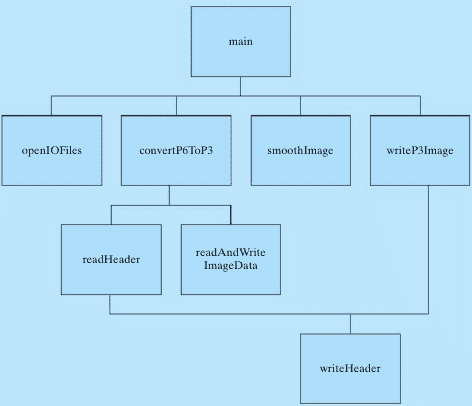 main
openIOFiles
convertP6ToP3
smoothImage
writeP3Image
readHeader
readAndWrite
ImageData
writeHeader